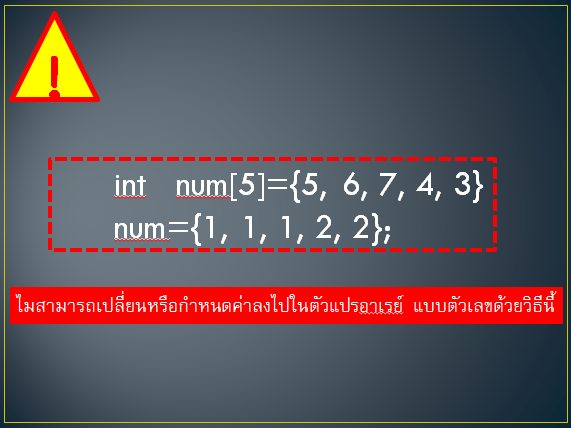 !
int num[5]={5, 6, 7, 4, 3}
num={1, 1, 1, 2, 2};
ไมสามารถเปลี่ยนหรือกำหนดค่าลงไปในตัวแปรอาเรย์ แบบตัวเลขด้วยวิธีนี้